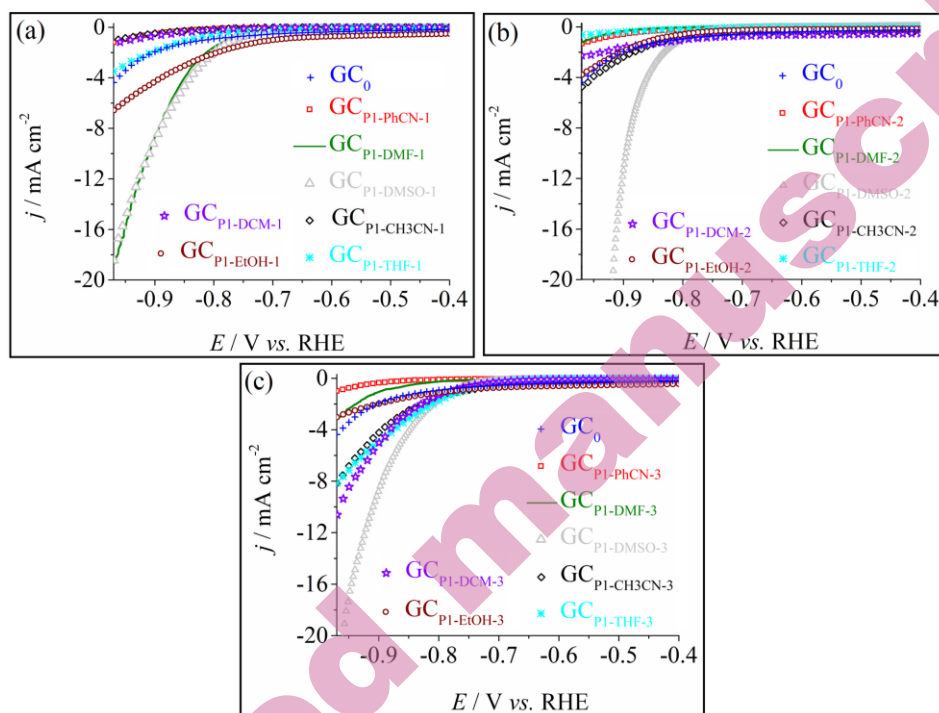 (a)
0
-4
-8
-12
-16
-20
j / mA cm-2
GC0
GCP1-PhCN-1
GCP1-DMF-1
GCP1-DMSO-1
GCP1-DCM-1
GCP1-CH3CN-1
GCP1-EtOH-1
GCP1-THF-1
-0.9 -0.8 -0.7 -0.6 -0.5 -0.4
E / V vs. RHE
(b)
0
-4
-8
-12
-16
-20
j / mA cm-2
GC0
GCP1-PhCN-2
GCP1-DMF-2
GCP1-DMSO-2
GCP1-DCM-2
GCP1-CH3CN-2
GCP1-EtOH-2
GCP1-THF-2
-0.9 -0.8 -0.7 -0.6 -0.5 -0.4
E / V vs. RHE
(c)
0
-4
-8
-12
-16
-20
j / mA cm-2
GC0
GCP1-PhCN-3
GCP1-DMF-3
GCP1-DMSO-3
GCP1-DCM-3
GCP1-CH3CN-3
GCP1-EtOH-3
GCP1-THF-3
-0.9 -0.8 -0.7 -0.6 -0.5 -0.4
E / V vs. RHE